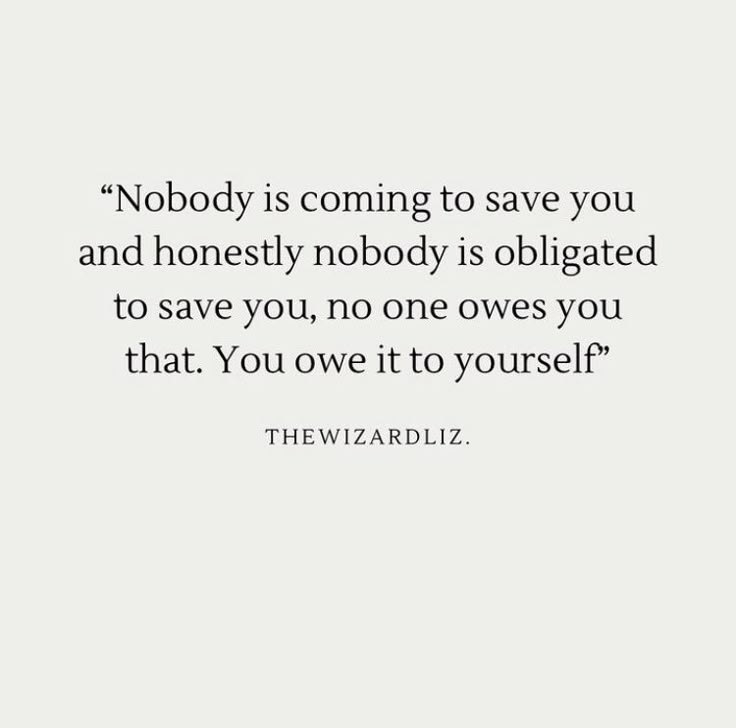 “Nobody is coming to save you
and honestly nobody is obligated
to save you, no one owes you
that. You owe it to yourself”
THEWIZARDLIZ.